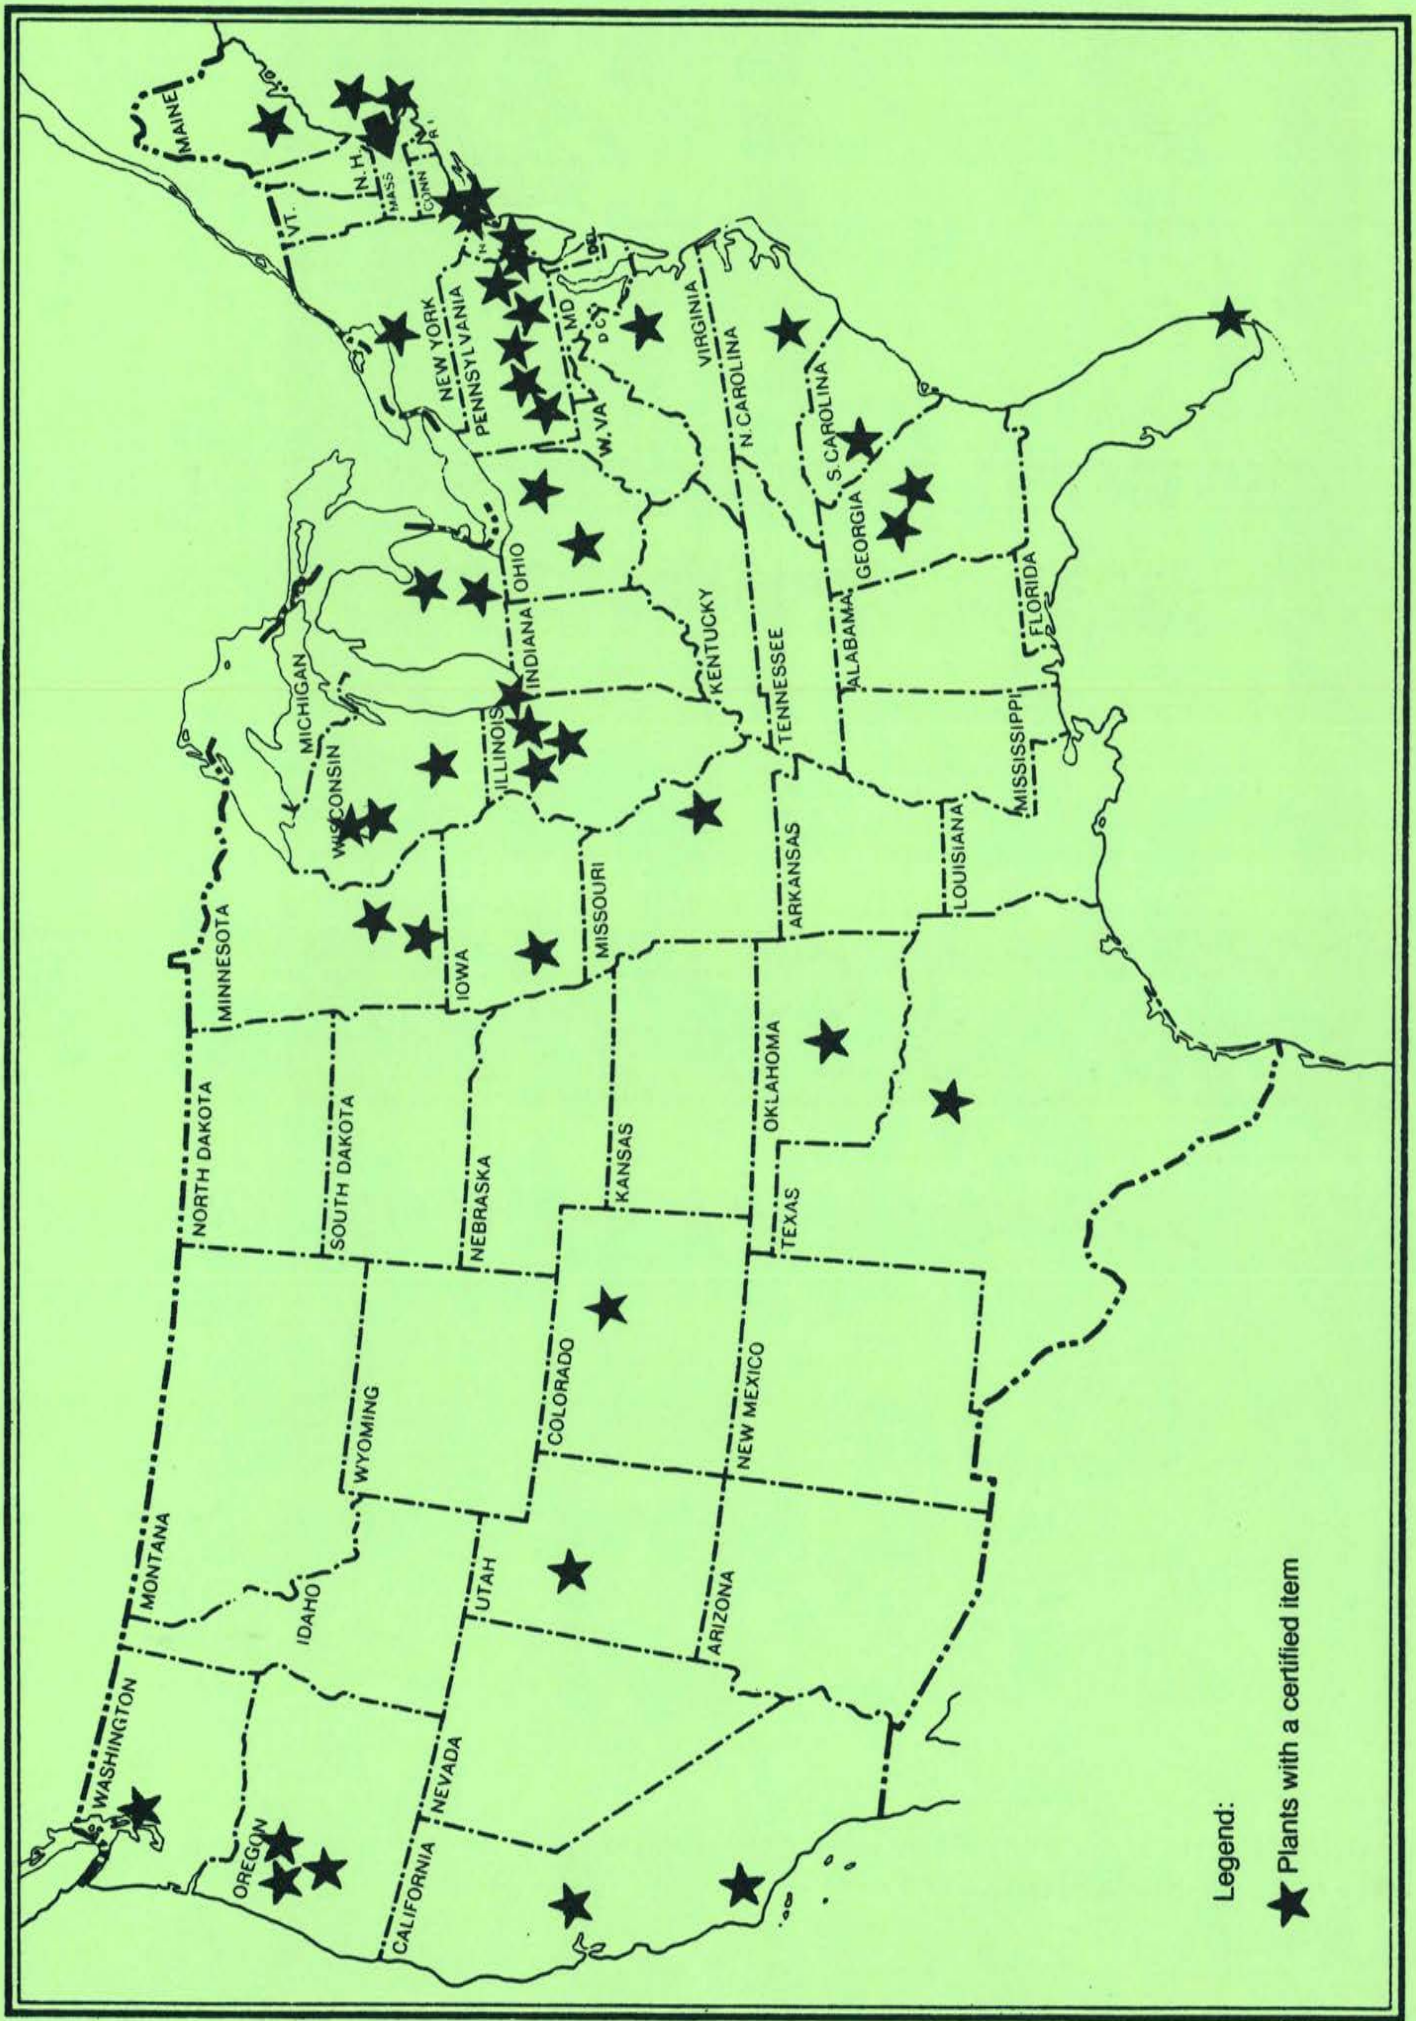 WASHINGTON
MONTANA
NORTH DAKOTA
MINNESOTA
MAINE
OREGON
IDAHO
WYOMING
SOUTH DAKOTA
WISCONSIN
MICHIGAN
VT.
N.H.
MASS
CONN
R I
NEW YORK
PENNSYLVANIA
CALIFORNIA
NEVADA
UTAH
COLORADO
NEBRASKA
IOWA
ILLINOIS
INDIANA
OHIO
MD
DEL
D C
W.VA
VIRGINIA
KANSAS
MISSOURI
KENTUCKY
ARIZONA
NEW MEXICO
TEXAS
OKLAHOMA
ARKANSAS
TENNESSEE
N. CAROLINA
S. CAROLINA
GEORGIA
ALABAMA
MISSISSIPPI
LOUISIANA
FLORIDA
Legend:
Plants with a certified item